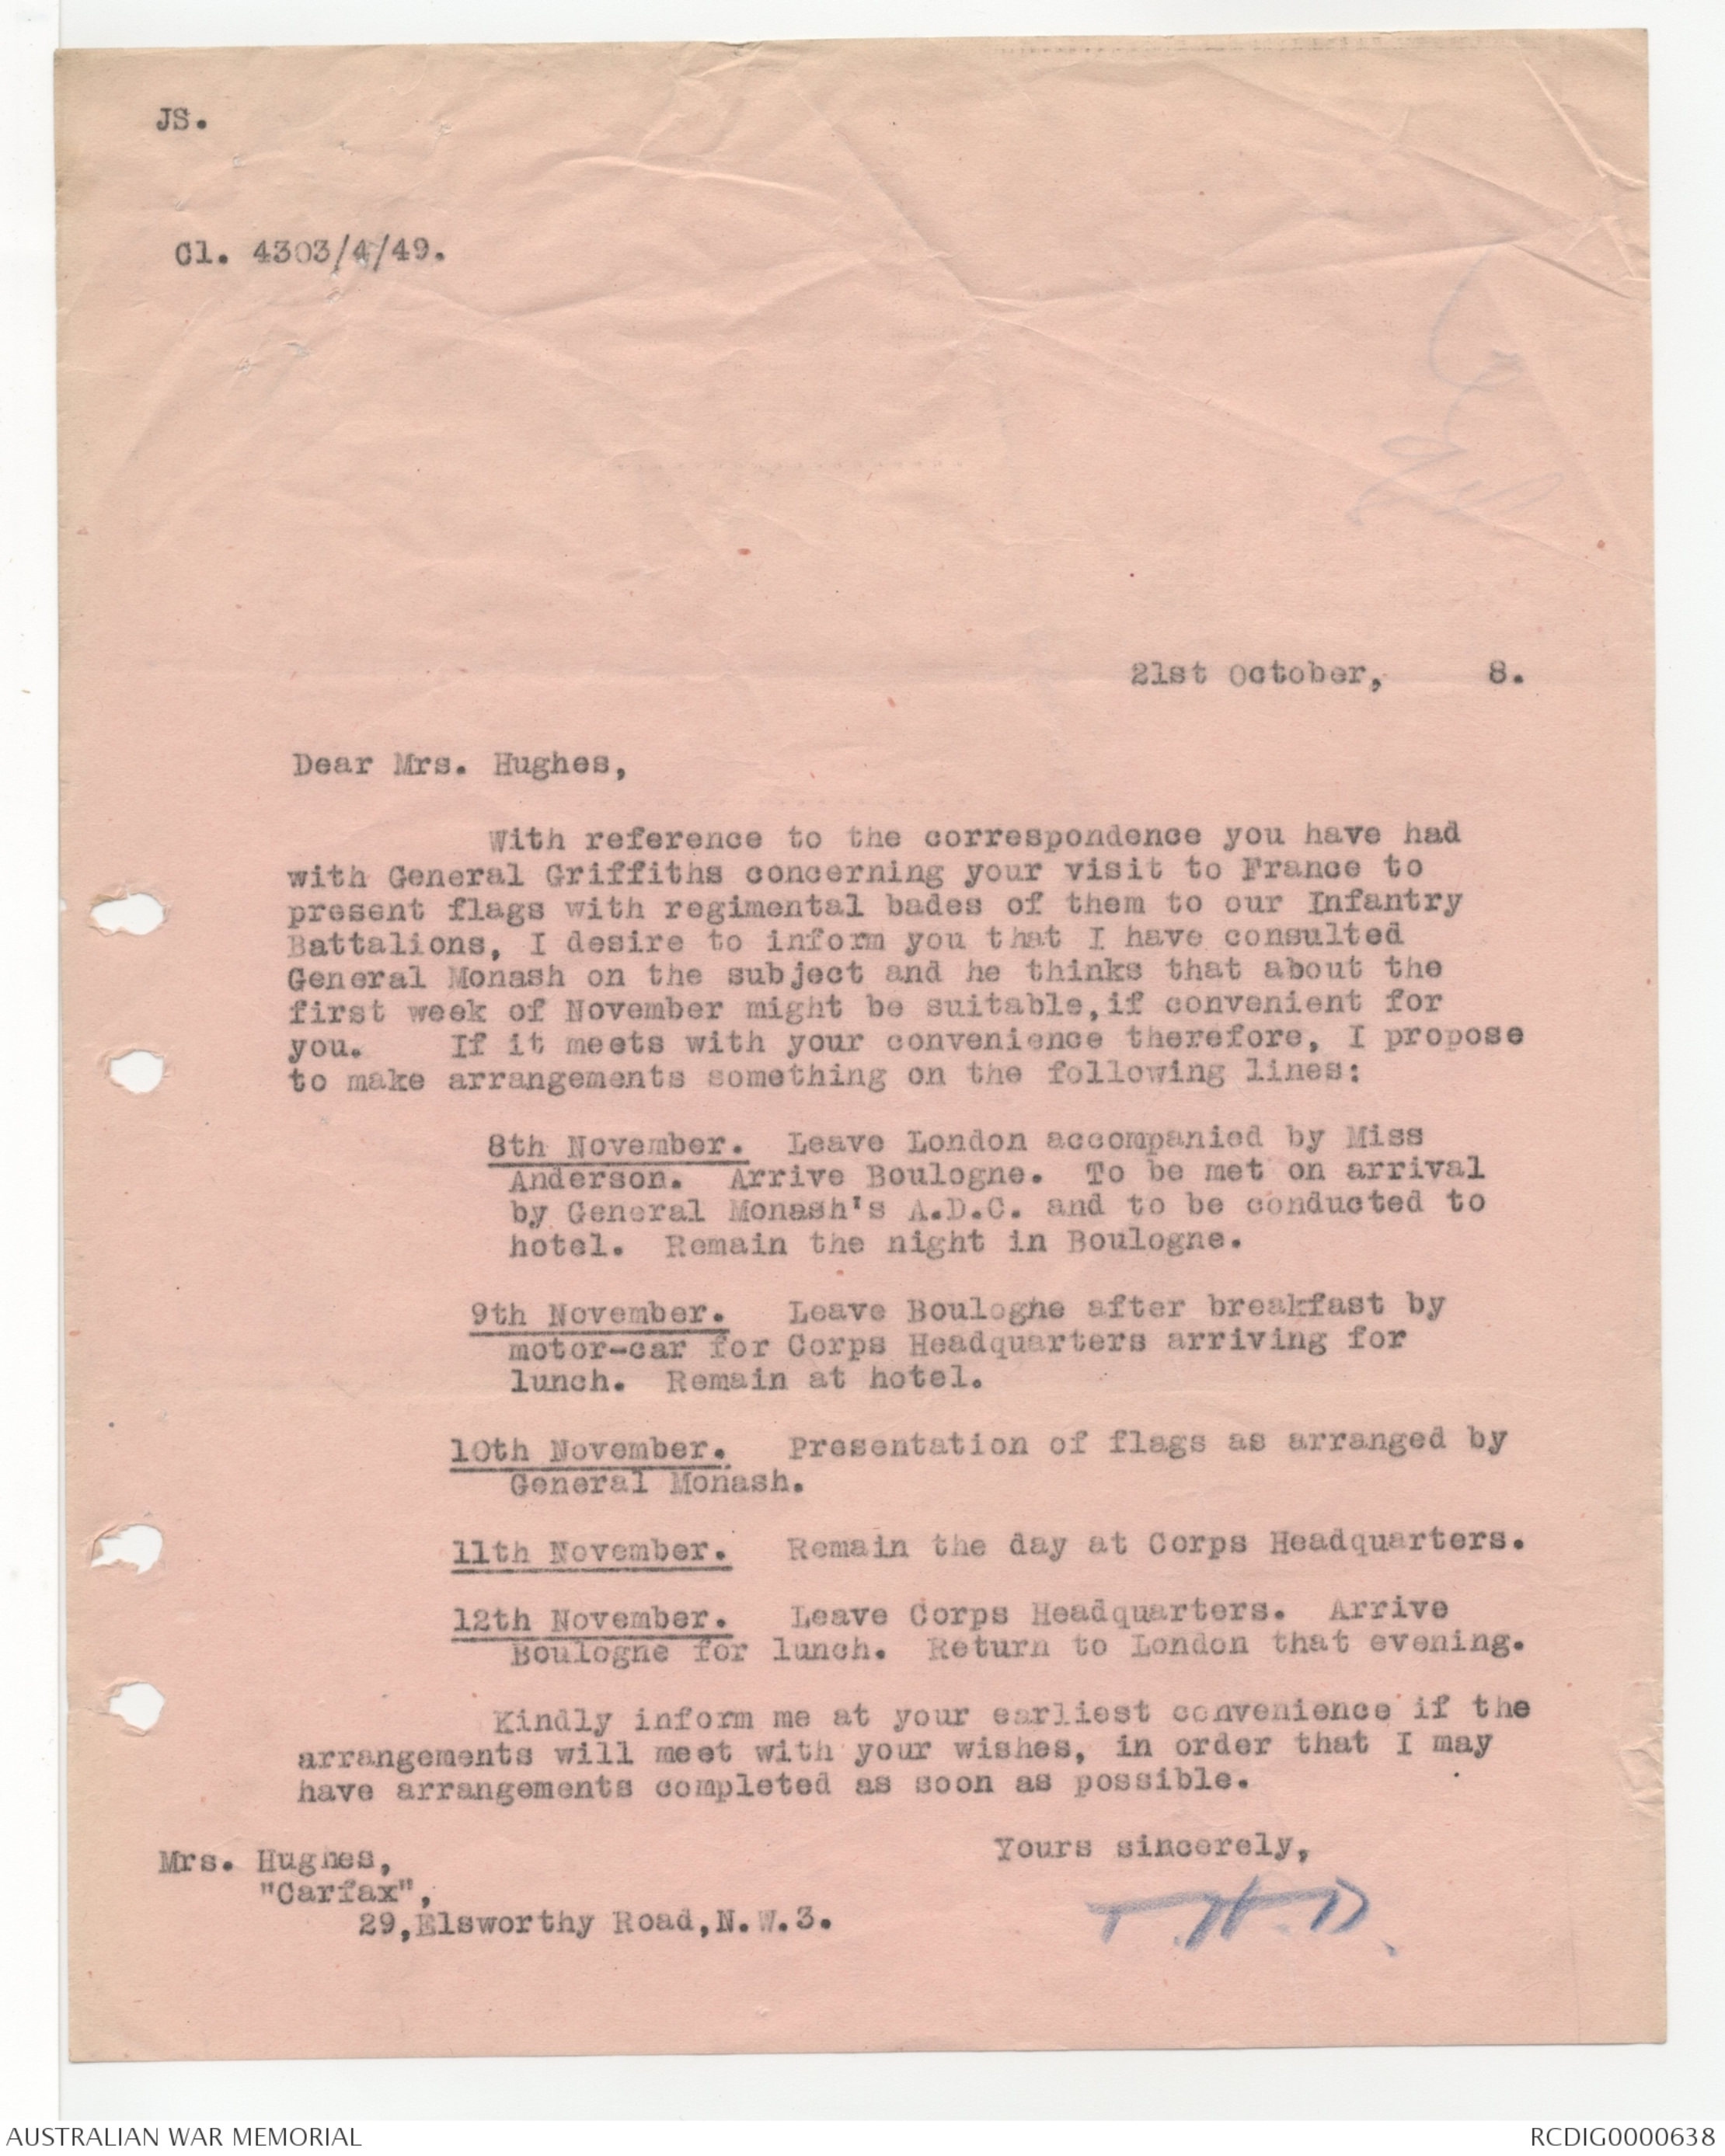 JS.
Cl. 4303/4/49.
21st October, 8.
Dear Mrs. Hughes,
With reference to the correspondence you have had
with General Griffiths concerning your visit to France to
present flags with regimental bades of them to our Infantry
Battalions, I desire to inform you that I have consulted
General Monash on the subject and he thinks that about the
first week of November might be suitable,if convenient for
you. If it meets with your convenience therefore, I propose
to make arrangements something on the following lines:
8th November. Leave London accompanied by Miss
Anderson. Arrive Boulogne. To be met on arrival
by General Monash's A.D.C. and to be conducted to
hotel. Remain the night in Boulogne.
9th November. Leave Boulogne after breakfast by
motor-car for Corps Headquarters arriving for
lunch. Remain at hotel.
10th November. Presentation of flags as arranged by
General Monash.
11th November. Remain the day at Corps Headquarters.
12th November. Leave Corps Headquarters. Arrive
Boulogne for lunch. Return to London that evening.
Kindly inform me at your earliest convenience if the
arrangements will meet with your wishes, in order that I may
have arrangements completed as soon as possible.
Yours sincerely,
T.H.D.
Mrs. Hughes,
"Carfax",
29,Elsworthy Road,N.W.3.
AUSTRALIAN WAR MEMORIAL
RCDIG0000638